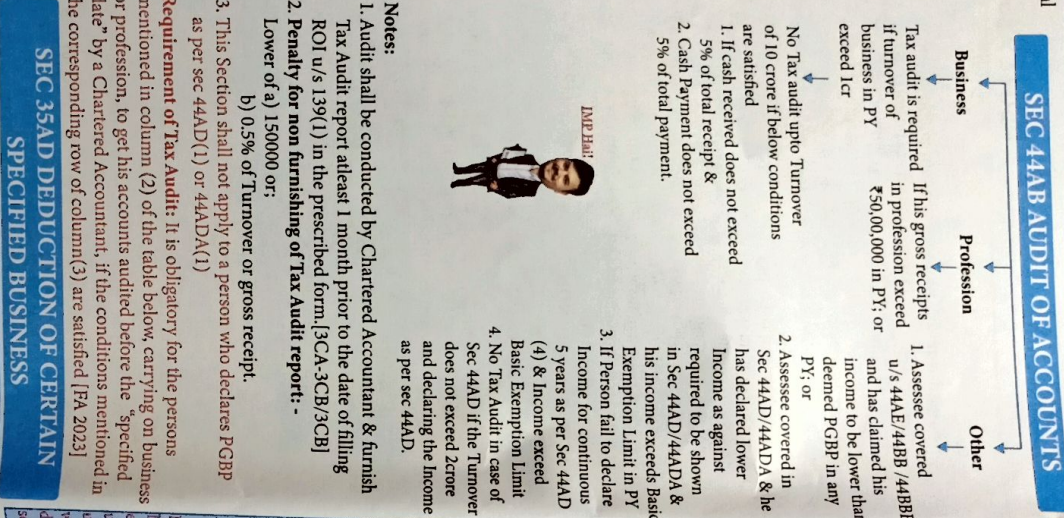 SEC 44AB AUDIT OF ACCOUNTS
Business
Tax audit is required
if turnover of
business in PY
exceed 1cr
No Tax audit upto Turnover
of 10 crore if below conditions
are satisfied
1. If cash received does not exceed
5% of total receipt &
2. Cash Payment does not exceed
5% of total payment.
Profession
If his gross receipts
in profession exceed
₹50,00,000 in PY; or
Other
1. Assessee covered
u/s 44AE/44BB/44BBB
and has claimed his
income to be lower than
deemed PGBP in any
PY; or
2. Assessee covered in
Sec 44AD/44ADA & he
has declared lower
Income as against
required to be shown
in Sec 44AD/44ADA &
his income exceeds Basic
Exemption Limit in PY
3. If Person fail to declare
Income for continuous
5 years as per Sec 44AD
(4) & Income exceed
Basic Exemption Limit
4. No Tax Audit in case of
Sec 44AD if the Turnover
does not exceed 2crore
and declaring the Income
as per sec 44AD.
IMP Hai!
Notes:
1. Audit shall be conducted by Chartered Accountant & furnish
Tax Audit report atleast 1 month prior to the date of filling
ROI u/s 139(1) in the prescribed form.[3CA-3CB/3CB]
2. Penalty for non furnishing of Tax Audit report: -
Lower of a) 150000 or;
b) 0.5% of Turnover or gross receipt.
3. This Section shall not apply to a person who declares PGBP
as per sec 44AD(1) or 44ADA(1)
Requirement of Tax Audit: It is obligatory for the persons
mentioned in column (2) of the table below, carrying on business
or profession, to get his accounts audited before the "specified
date" by a Chartered Accountant, if the conditions mentioned in
the corresponding row of column(3) are satisfied [FA 2023]
SEC 35AD DEDUCTION OF CERTAIN
SPECIFIED BUSINESS